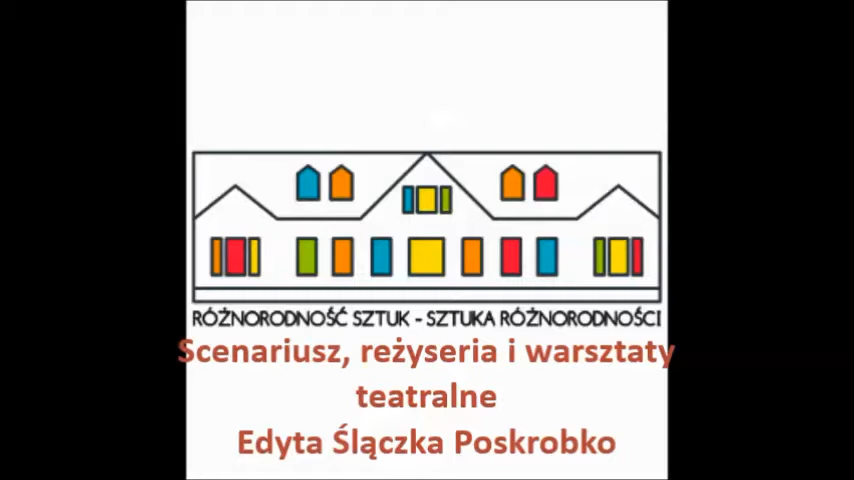 RÓŻNORODNOŚĆ SZTUK - SZTUKA RÓŻNORODNOŚCI
Scenariusz, reżyseria i warsztaty
teatralne
Edyta Ślączka Poskrobko